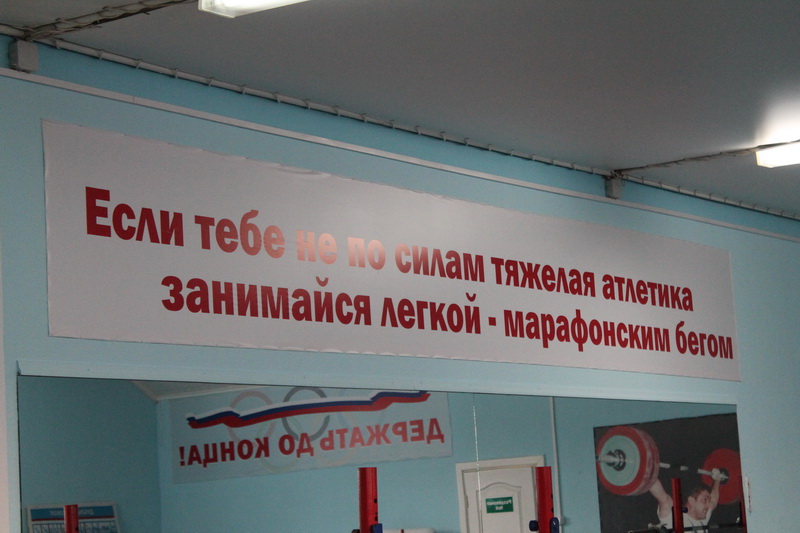 Если тебе не по силам тяжелая атлетика
занимайся легкой - марафонским бегом
ДЕРЖАТЬ ДО КОНЦА!